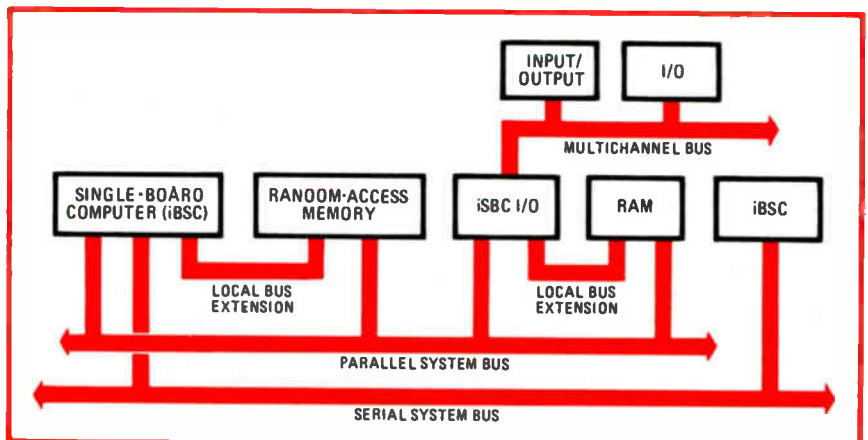 INPUT/
OUTPUT
I/O
MULTICHANNEL BUS
SINGLE-BOARD
COMPUTER (iBSC)
RANOOM-ACCESS
MEMORY
iSBC I/O
RAM
iBSC
LOCAL BUS
EXTENSION
LOCAL BUS
EXTENSION
PARALLEL SYSTEM BUS
SERIAL SYSTEM BUS